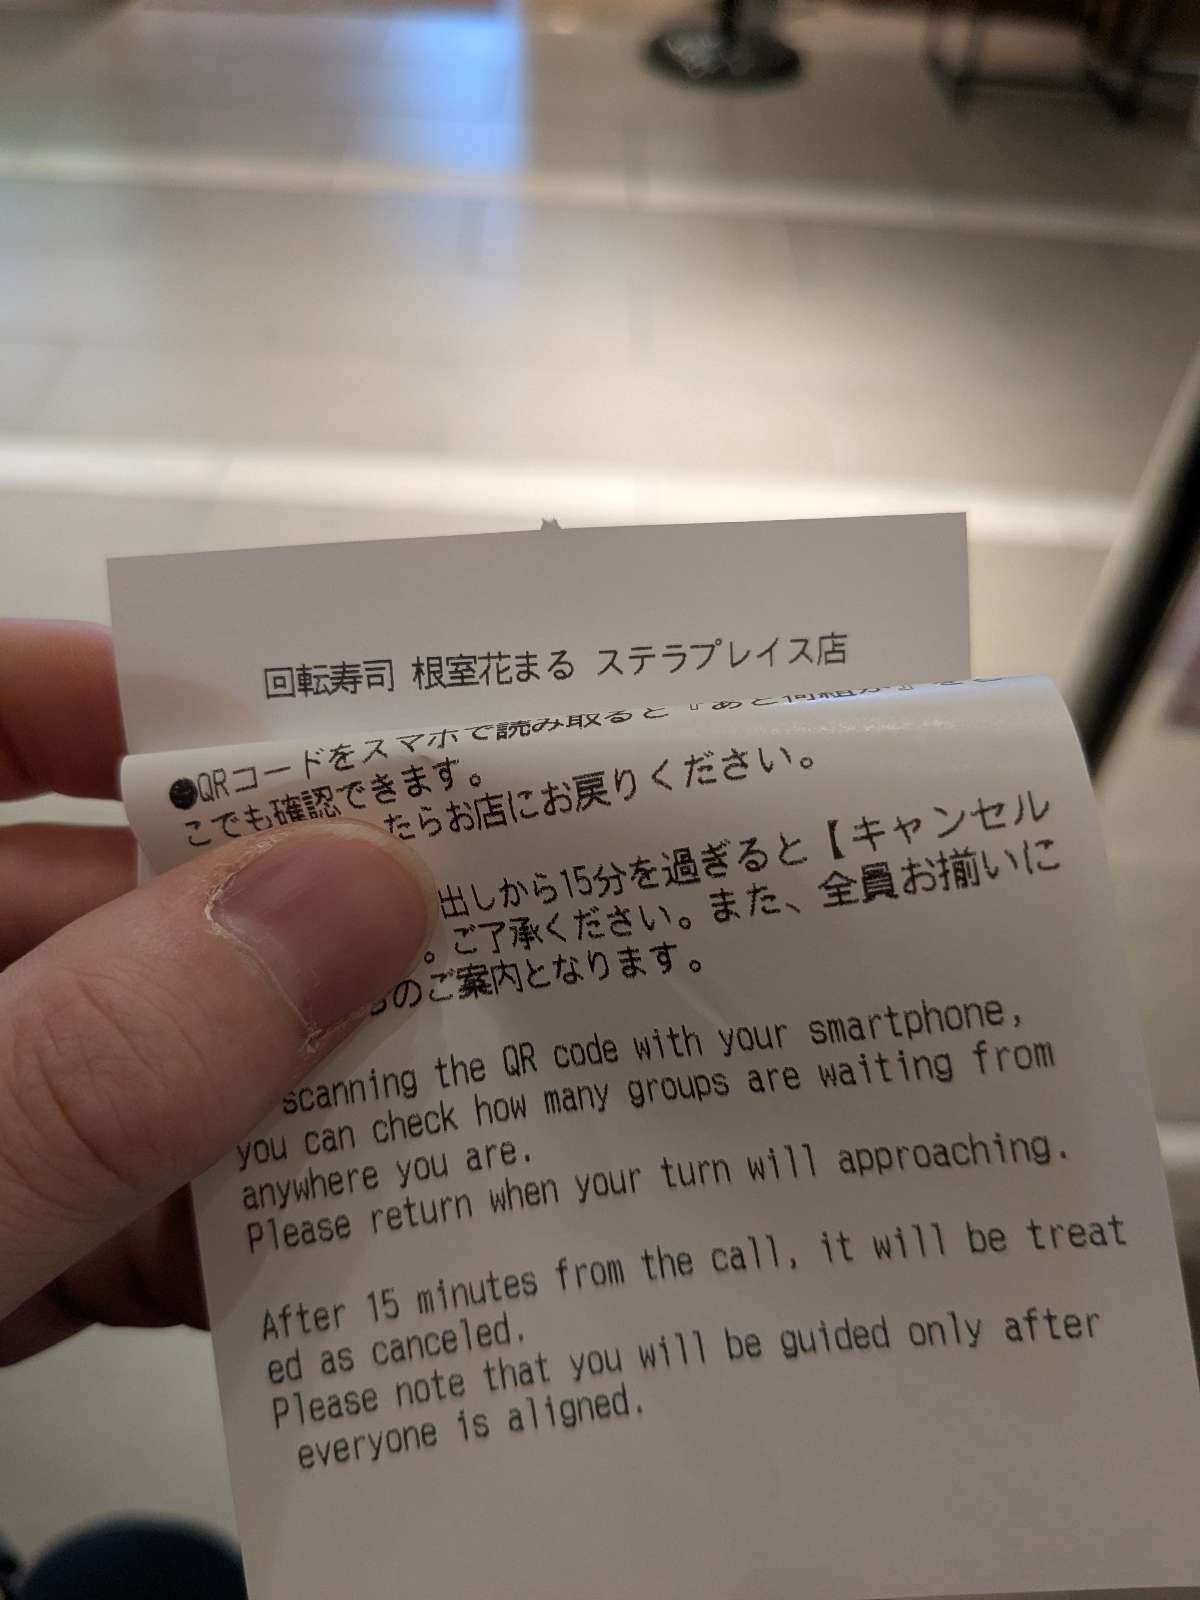 回転寿司 根室花まる ステラプレイス店
●QRコードをスマホで読み取ると『あと何組か』をど
こでも確認できます。
たらお店にお戻りください。
出しから15分を過ぎると【キャンセル
。ご了承ください。また、全員お揃いに
のご案内となります。
scanning the QR code with your smartphone,
you can check how many groups are waiting from
anywhere you are.
Please return when your turn will approaching.
After 15 minutes from the call, it will be treat
ed as canceled.
Please note that you will be guided only after
everyone is aligned.